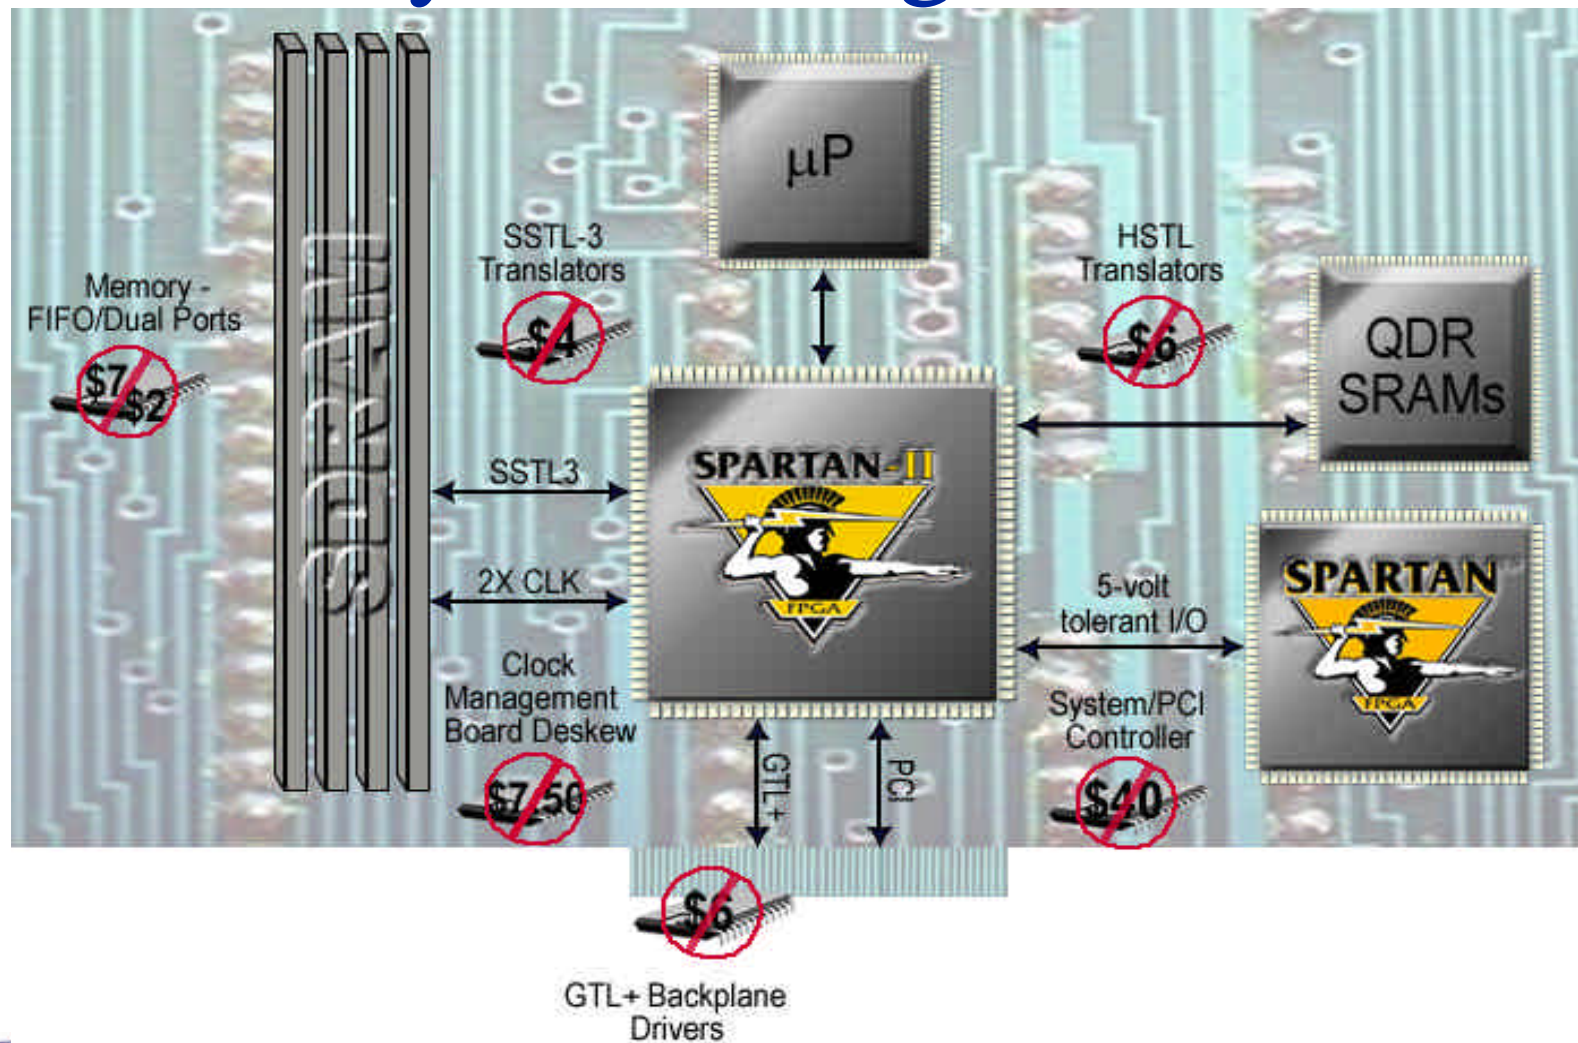 µP
SSTL-3
Translators
$4
HSTL
Translators
$6
Memory -
FIFO/Dual Ports
$7
$2
SDRAM
QDR
SRAMs
SPARTAN-II
FPGA
SSTL3
2X CLK
5-volt
tolerant I/O
SPARTAN
FPGA
Clock
Management
Board Deskew
$7.50
GTL+
PCI
System/PCI
Controller
$40
$6
GTL+ Backplane
Drivers